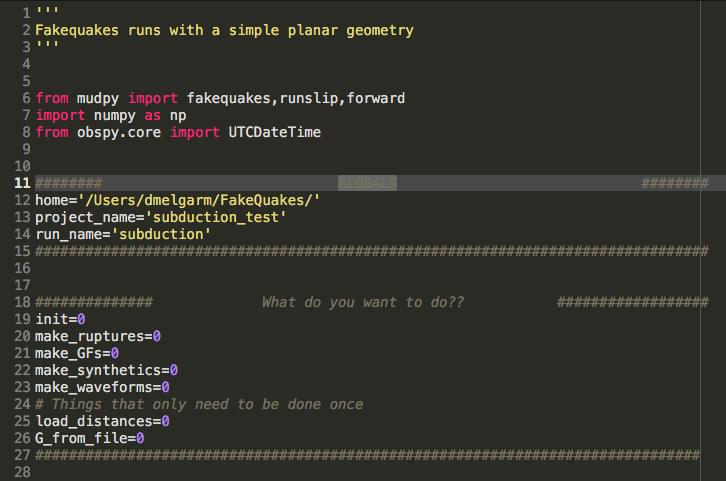 1 '''
2 Fakequakes runs with a simple planar geometry
3 '''
4
5
6 from mudpy import fakequakes,runslip,forward
7 import numpy as np
8 from obspy.core import UTCDateTime
9
10
11 ######## GLOBALS ########
12 home='/Users/dmelgarm/FakeQuakes/'
13 project_name='subduction_test'
14 run_name='subduction'
15 ################################################################################
16
17
18 ############## What do you want to do?? ##################
19 init=0
20 make_ruptures=0
21 make_GFs=0
22 make_synthetics=0
23 make_waveforms=0
24 # Things that only need to be done once
25 load_distances=0
26 G_from_file=0
27 ###############################################################################
28